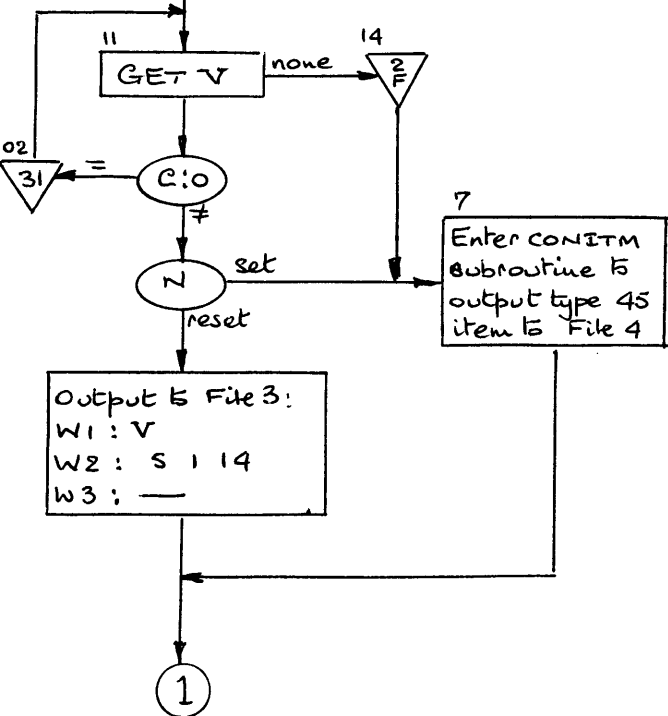 11
GET V
none
14
2
F
02
31
=
C:0
≠
N
set
reset
7
Enter CONITM
subroutine to
output type 45
item to File 4
Output to File 3:
W1 : V
W2 : S 1 14
W3 : —
1